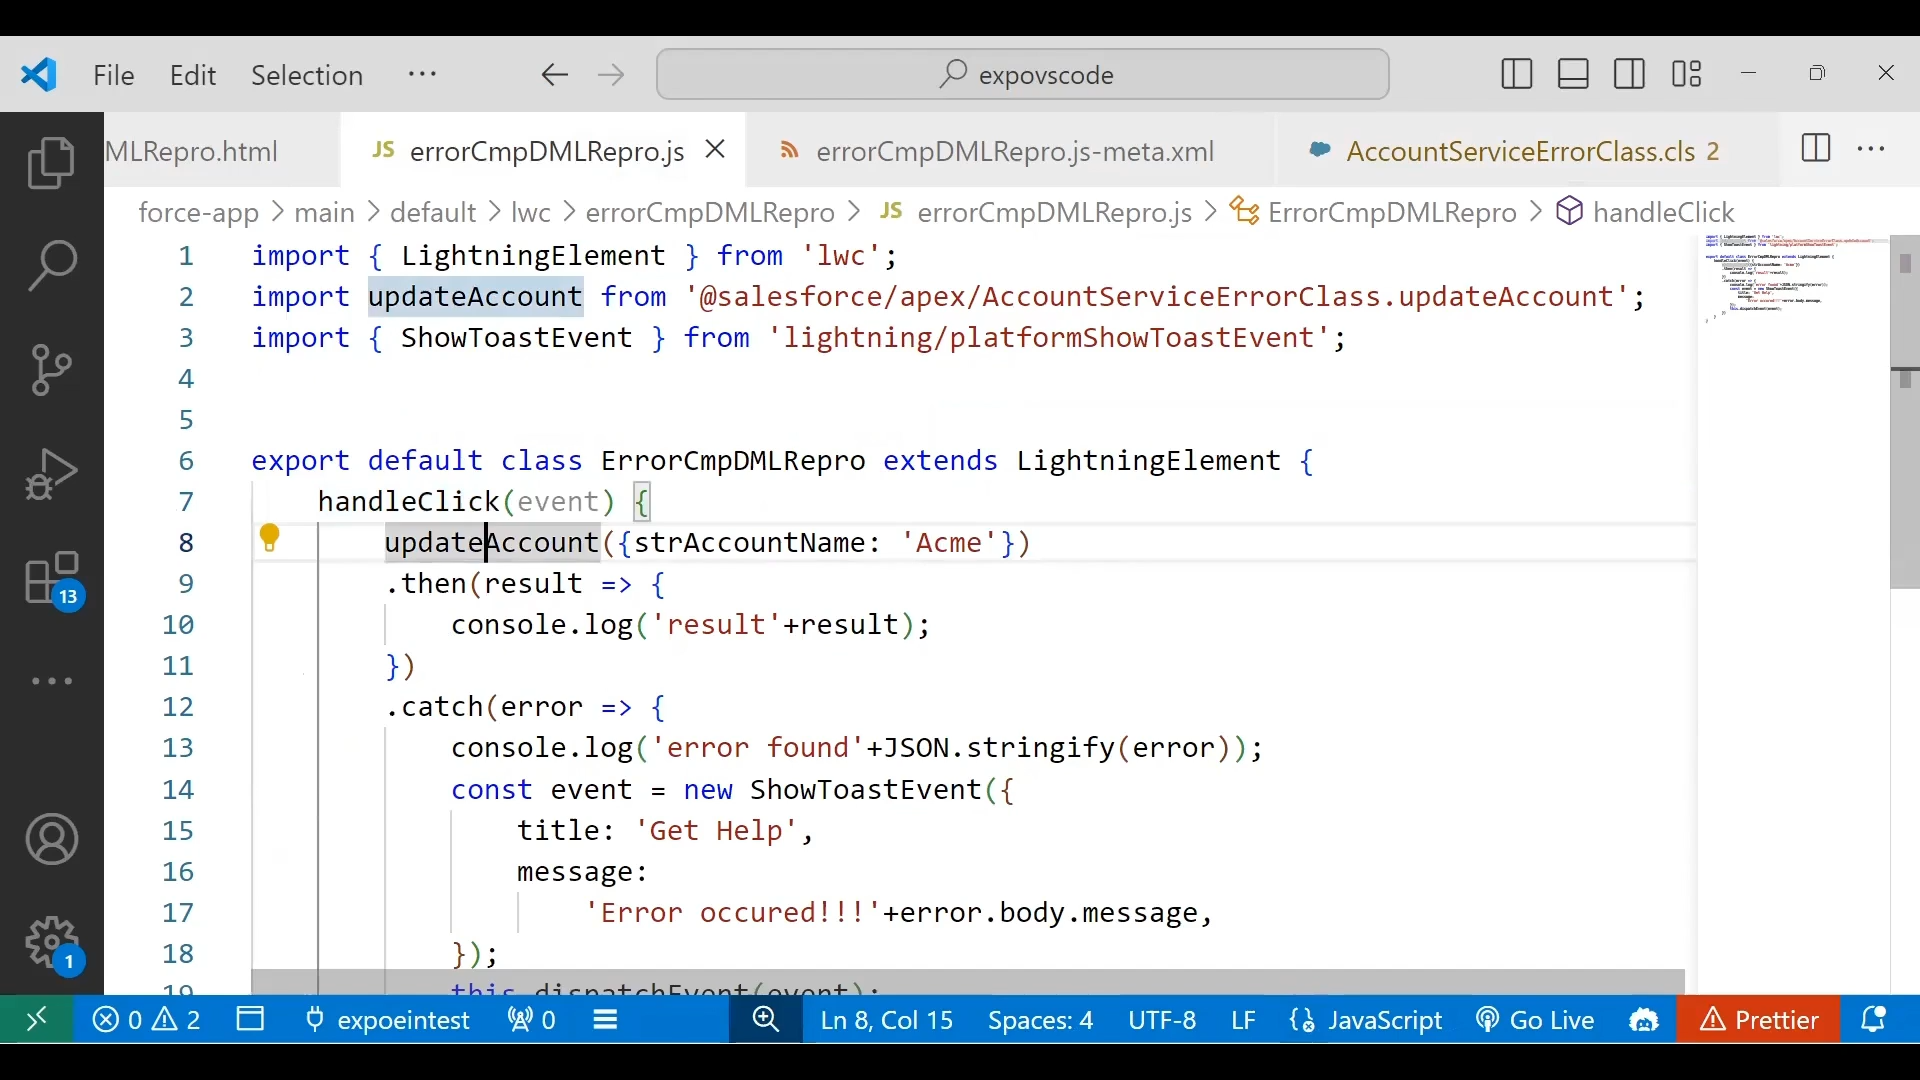 File Edit Selection ··· expovscode
MLRepro.html JS errorCmpDMLRepro.js errorCmpDMLRepro.js-meta.xml AccountServiceErrorClass.cls 2 ···
force-app > main > default > lwc > errorCmpDMLRepro > JS errorCmpDMLRepro.js > ErrorCmpDMLRepro > handleClick
1 import { LightningElement } from 'lwc';
2 import updateAccount from '@salesforce/apex/AccountServiceErrorClass.updateAccount';
3 import { ShowToastEvent } from 'lightning/platformShowToastEvent';
4
5
6 export default class ErrorCmpDMLRepro extends LightningElement {
7 handleClick(event) {
8 updateAccount({strAccountName: 'Acme'})
9 .then(result => {
10 console.log('result'+result);
11 })
12 .catch(error => {
13 console.log('error found'+JSON.stringify(error));
14 const event = new ShowToastEvent({
15 title: 'Get Help',
16 message:
17 'Error occured!!!'+error.body.message,
18 });
19 this.dispatchEvent(event);
13
1
0 2 expoeintest 0 Ln 8, Col 15 Spaces: 4 UTF-8 LF JavaScript Go Live Prettier